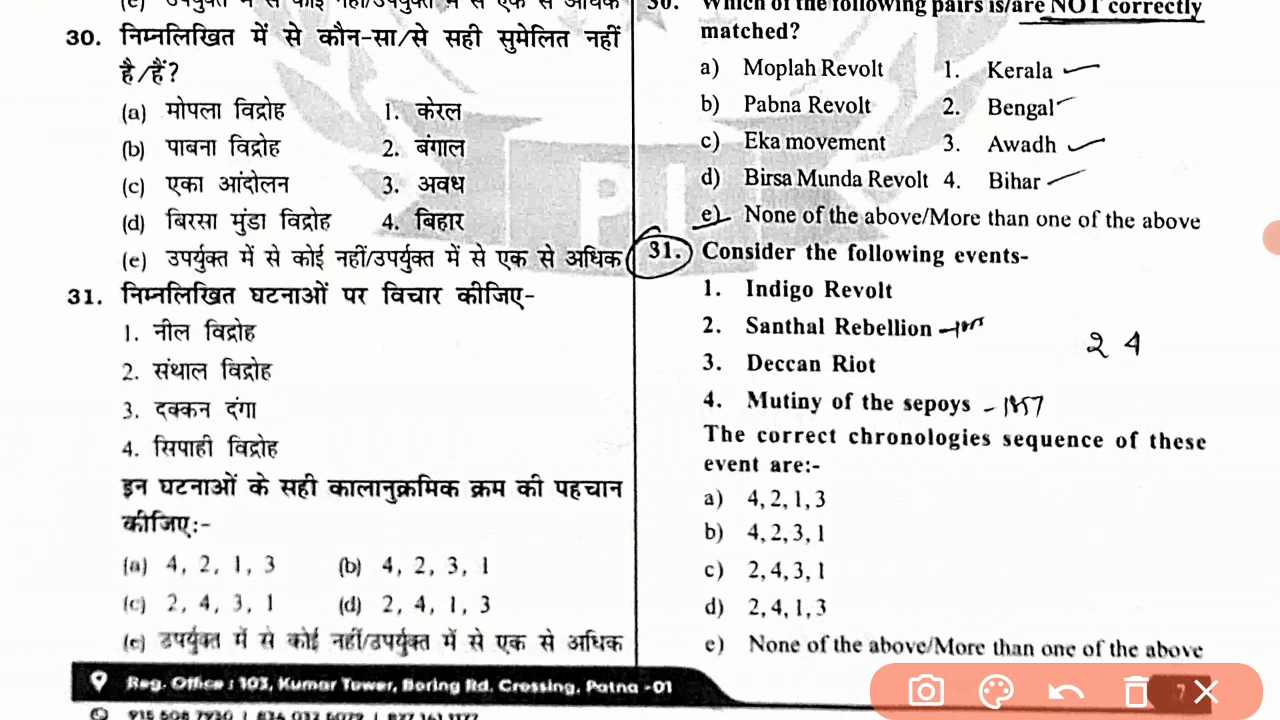 (e) उपर्युक्त में से कोई नहीं/उपर्युक्त में से एक से अधिक
30. निम्नलिखित में से कौन-सा/से सही सुमेलित नहीं
है/हैं?
(a) मोपला विद्रोह 1. केरल
(b) पाबना विद्रोह 2. बंगाल
(c) एका आंदोलन 3. अवध
(d) बिरसा मुंडा विद्रोह 4. बिहार
(e) उपर्युक्त में से कोई नहीं/उपर्युक्त में से एक से अधिक
31. निम्नलिखित घटनाओं पर विचार कीजिए-
1. नील विद्रोह
2. संथाल विद्रोह
3. दक्कन दंगा
4. सिपाही विद्रोह
इन घटनाओं के सही कालानुक्रमिक क्रम की पहचान
कीजिए:-
(a) 4, 2, 1, 3 (b) 4, 2, 3, 1
(c) 2, 4, 3, 1 (d) 2, 4, 1, 3
(e) उपर्युक्त में से कोई नहीं/उपर्युक्त में से एक से अधिक
30. Which of the following pairs is/are NOT correctly
matched?
a) Moplah Revolt 1. Kerala
b) Pabna Revolt 2. Bengal
c) Eka movement 3. Awadh
d) Birsa Munda Revolt 4. Bihar
e) None of the above/More than one of the above
31. Consider the following events-
1. Indigo Revolt
2. Santhal Rebellion
3. Deccan Riot
2 4
4. Mutiny of the sepoys - 1857
The correct chronologies sequence of these
event are:-
a) 4, 2, 1, 3
b) 4, 2, 3, 1
c) 2, 4, 3, 1
d) 2, 4, 1, 3
e) None of the above/More than one of the above
PI
Reg. Office : 103, Kumar Tower, Boring Rd. Crossing, Patna -01
7